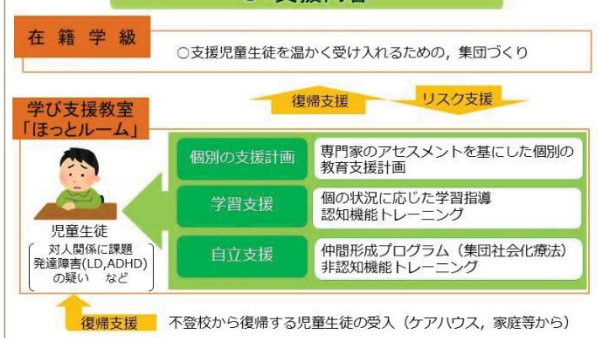 在籍学級
○支援児童生徒を温かく受け入れるための，集団づくり
復帰支援
リスク支援
学び支援教室
「ほっとルーム」
児童生徒
対人関係に課題
発達障害(LD,ADHD)
の疑い など
個別の支援計画
専門家のアセスメントを基にした個別の
教育支援計画
学習支援
個の状況に応じた学習指導
認知機能トレーニング
自立支援
仲間形成プログラム（集団社会化療法）
非認知機能トレーニング
復帰支援
不登校から復帰する児童生徒の受入（ケアハウス，家庭等から）